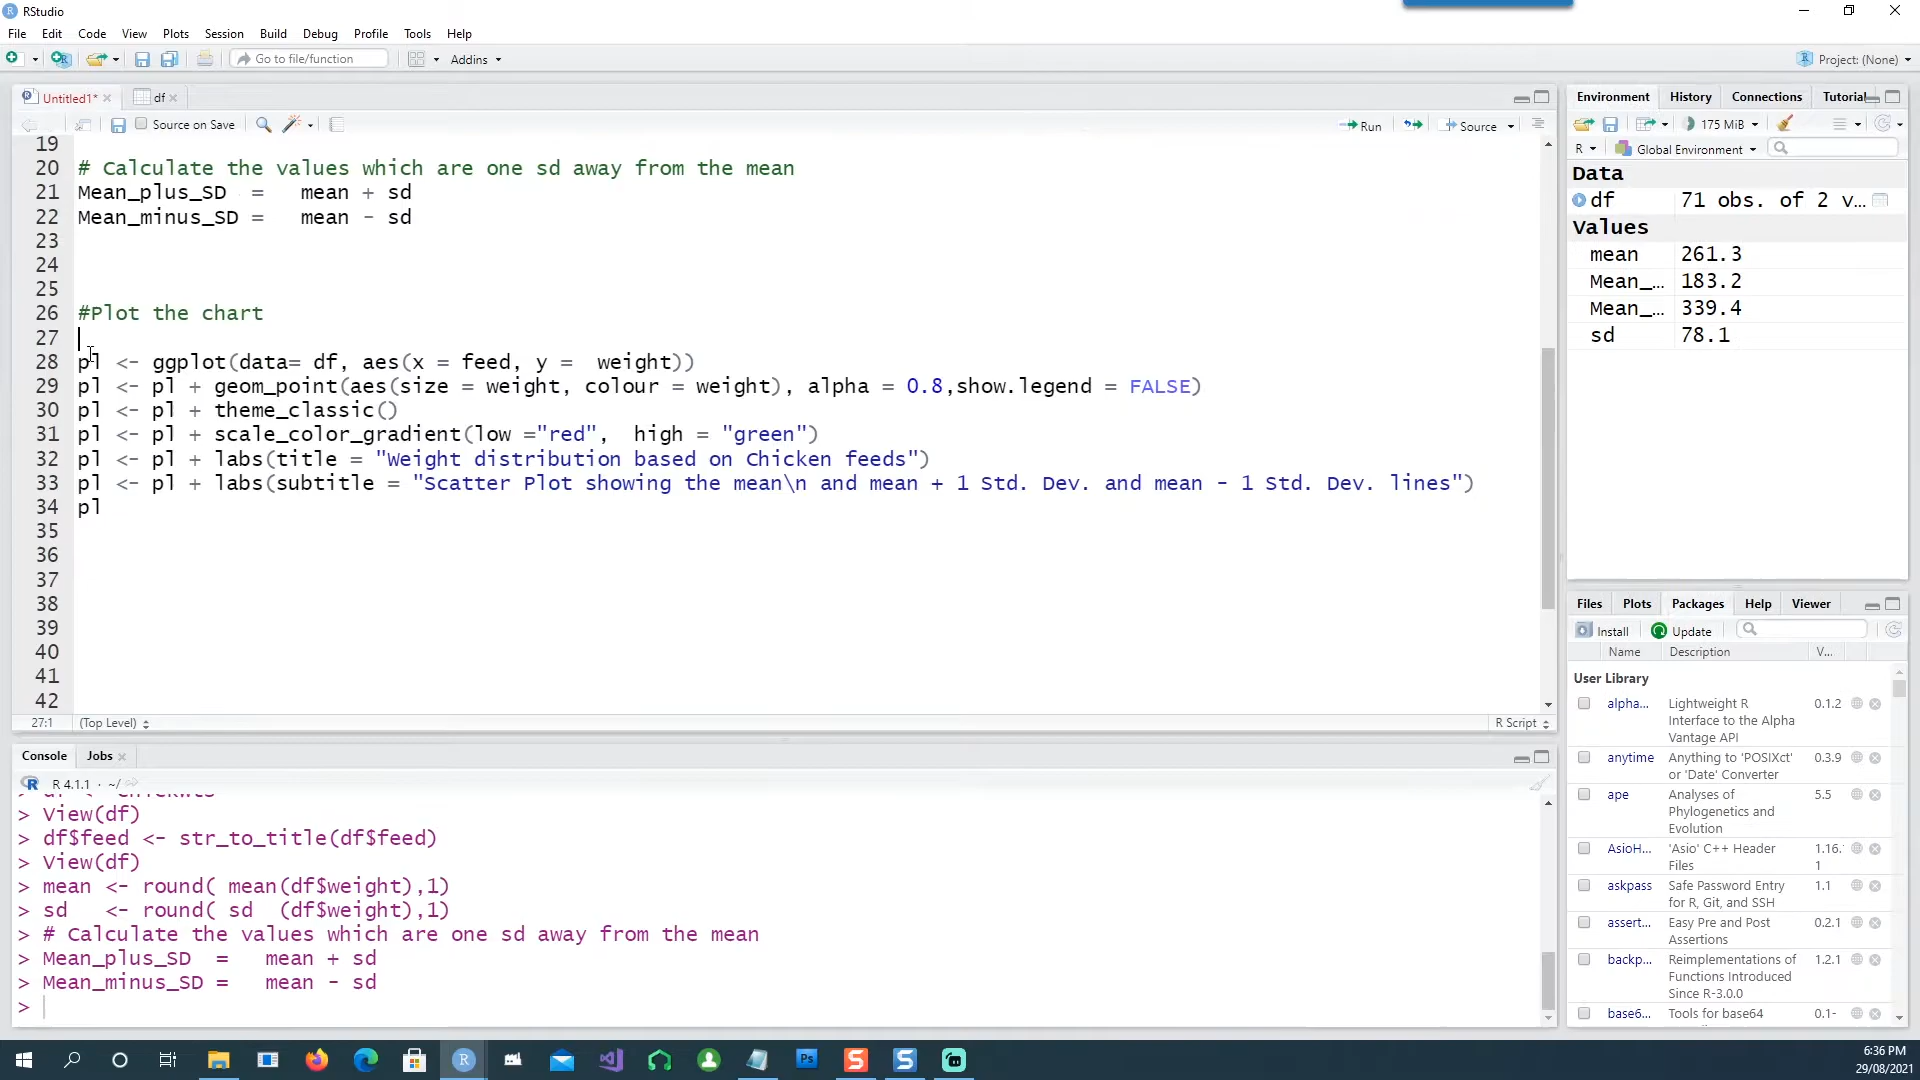 RStudio
File Edit Code View Plots Session Build Debug Profile Tools Help
Go to file/function Addins Project: (None)
Untitled1* df
Source on Save Run Source
19
20 # Calculate the values which are one sd away from the mean
21 Mean_plus_SD = mean + sd
22 Mean_minus_SD = mean - sd
23
24
25
26 #Plot the chart
27
28 pl <- ggplot(data= df, aes(x = feed, y = weight))
29 pl <- pl + geom_point(aes(size = weight, colour = weight), alpha = 0.8,show.legend = FALSE)
30 pl <- pl + theme_classic()
31 pl <- pl + scale_color_gradient(low ="red", high = "green")
32 pl <- pl + labs(title = "Weight distribution based on Chicken feeds")
33 pl <- pl + labs(subtitle = "Scatter Plot showing the mean\n and mean + 1 Std. Dev. and mean - 1 Std. Dev. lines")
34 pl
35
36
37
38
39
40
41
42
27:1 (Top Level) R Script
Console Jobs
R 4.1.1 · ~/
> View(df)
> df$feed <- str_to_title(df$feed)
> View(df)
> mean <- round( mean(df$weight),1)
> sd <- round( sd (df$weight),1)
> # Calculate the values which are one sd away from the mean
> Mean_plus_SD = mean + sd
> Mean_minus_SD = mean - sd
>
Environment History Connections Tutorial
175 MiB
R Global Environment
Data
df 71 obs. of 2 v...
Values
mean 261.3
Mean_... 183.2
Mean_... 339.4
sd 78.1
Files Plots Packages Help Viewer
Install Update
Name Description V...
User Library
alpha... Lightweight R 0.1.2
Interface to the Alpha
Vantage API
anytime Anything to 'POSIXct' 0.3.9
or 'Date' Converter
ape Analyses of 5.5
Phylogenetics and
Evolution
AsioH... 'Asio' C++ Header 1.16.
Files 1
askpass Safe Password Entry 1.1
for R, Git, and SSH
assert... Easy Pre and Post 0.2.1
Assertions
backp... Reimplementations of 1.2.1
Functions Introduced
Since R-3.0.0
base6... Tools for base64 0.1-
6:36 PM
29/08/2021